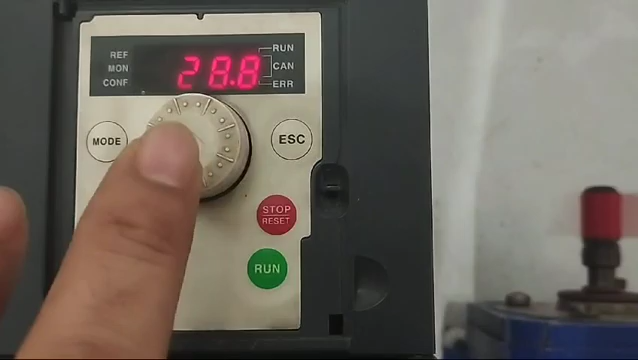 REF
MON
CONF
28.8
RUN
CAN
ERR
MODE
ESC
STOP
RESET
RUN